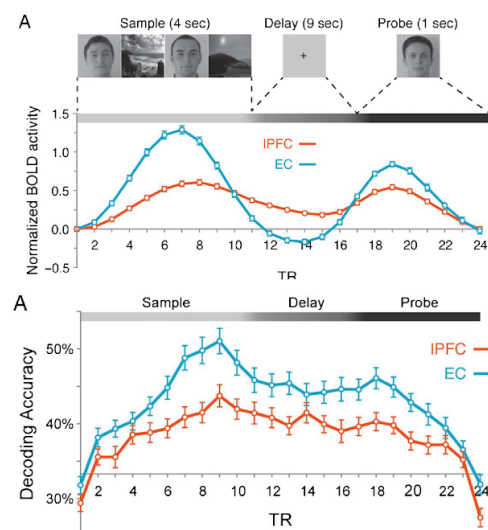 A
Sample (4 sec) Delay (9 sec) Probe (1 sec)
+
1.5
1.0
0.5
0.0
−0.5
Normalized BOLD activity
lPFC
EC
2 4 6 8 10 12 14 16 18 20 22 24
TR
A
Sample Delay Probe
50%
40%
30%
Decoding Accuracy
lPFC
EC
2 4 6 8 10 12 14 16 18 20 22 24
TR